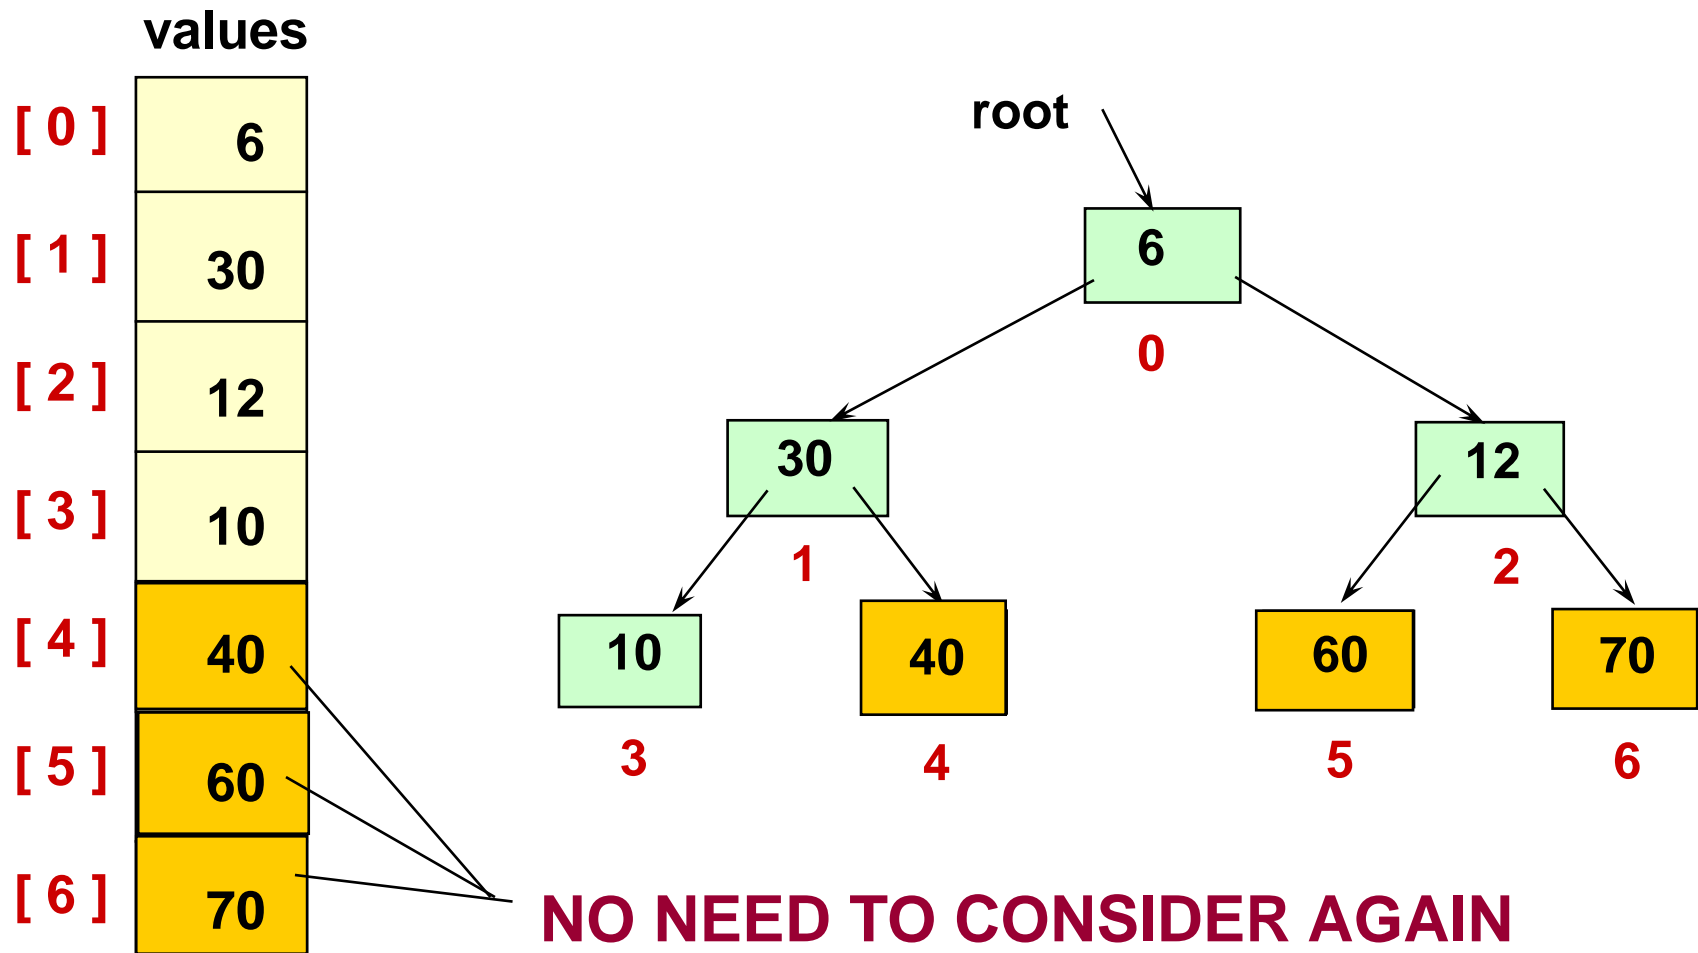 values
[ 0 ] 6
[ 1 ] 30
[ 2 ] 12
[ 3 ] 10
[ 4 ] 40
[ 5 ] 60
[ 6 ] 70
root
6
0
30 12
1 2
10 40 60 70
3 4 5 6
NO NEED TO CONSIDER AGAIN